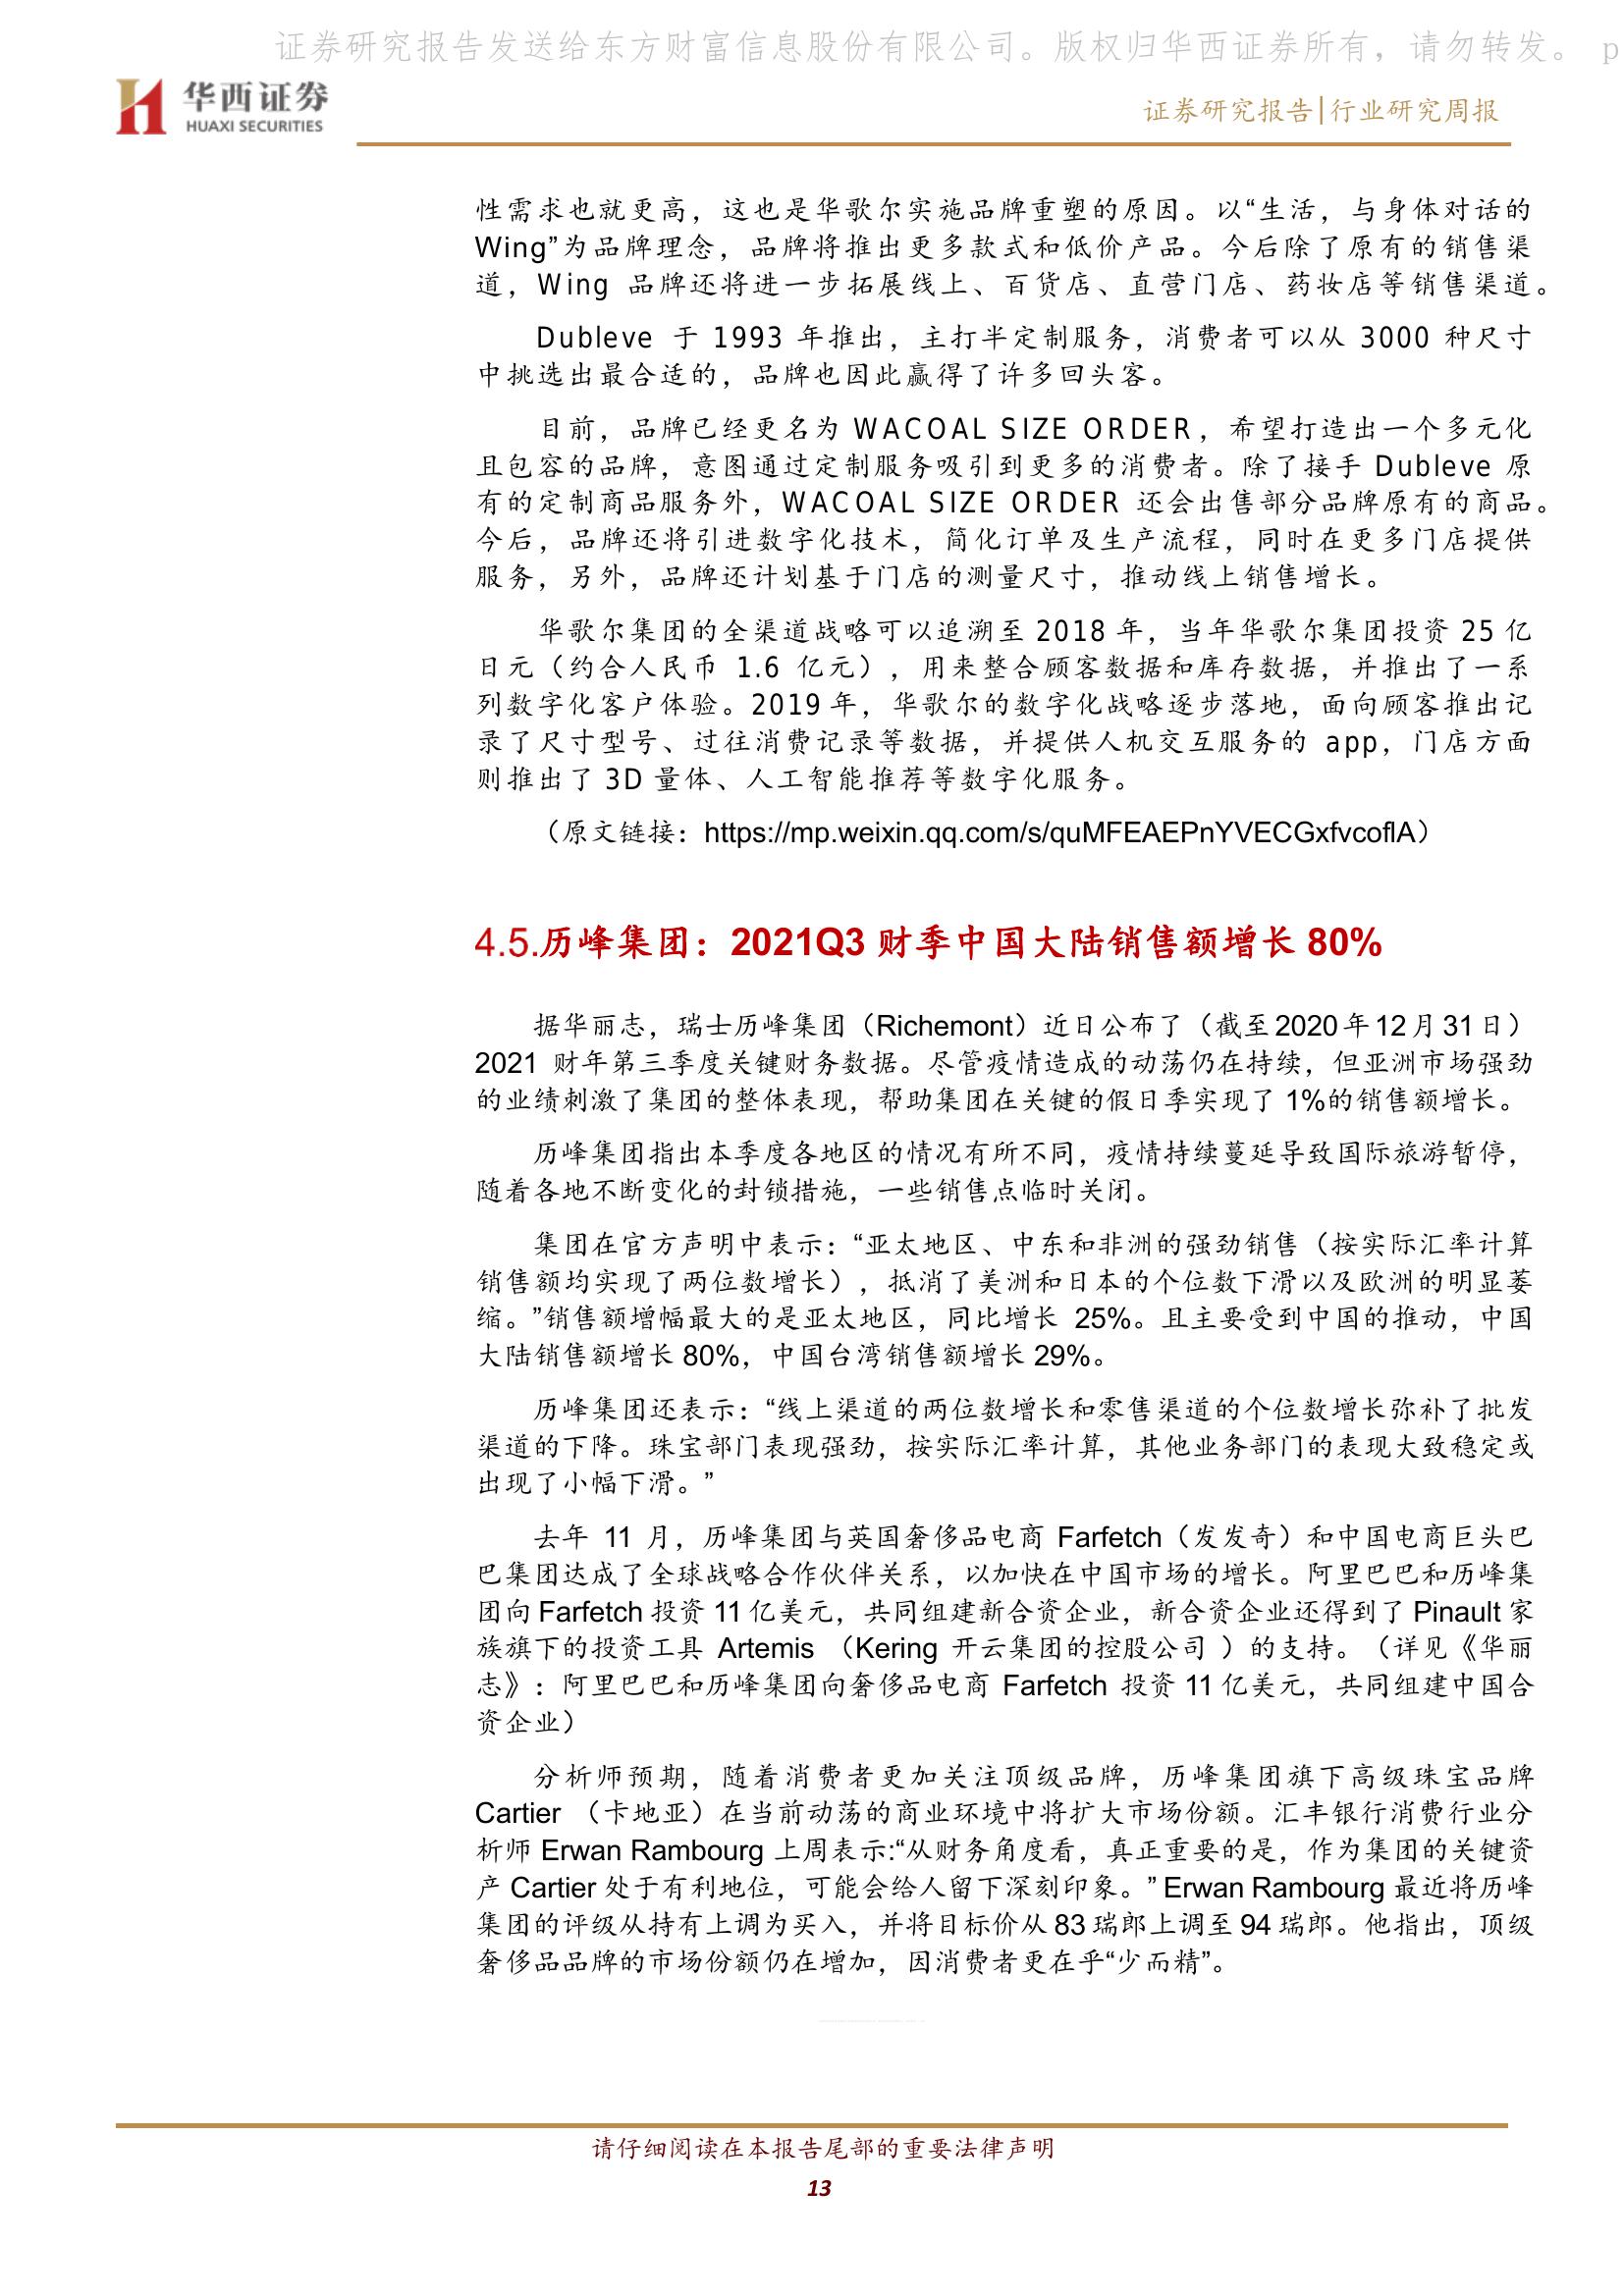 证券研究报告发送给东方财富信息股份有限公司。版权归华西证券所有，请勿转发。 p
华西证券
HUAXI SECURITIES
证券研究报告|行业研究周报
性需求也就更高，这也是华歌尔实施品牌重塑的原因。以“生活，与身体对话的
Wing”为品牌理念，品牌将推出更多款式和低价产品。今后除了原有的销售渠
道，Wing 品牌还将进一步拓展线上、百货店、直营门店、药妆店等销售渠道。
Dubleve 于 1993 年推出，主打半定制服务，消费者可以从 3000 种尺寸
中挑选出最合适的，品牌也因此赢得了许多回头客。
目前，品牌已经更名为 WACOAL SIZE ORDER，希望打造出一个多元化
且包容的品牌，意图通过定制服务吸引到更多的消费者。除了接手 Dubleve 原
有的定制商品服务外，WACOAL SIZE ORDER 还会出售部分品牌原有的商品。
今后，品牌还将引进数字化技术，简化订单及生产流程，同时在更多门店提供
服务，另外，品牌还计划基于门店的测量尺寸，推动线上销售增长。
华歌尔集团的全渠道战略可以追溯至 2018 年，当年华歌尔集团投资 25 亿
日元（约合人民币 1.6 亿元），用来整合顾客数据和库存数据，并推出了一系
列数字化客户体验。2019 年，华歌尔的数字化战略逐步落地，面向顾客推出记
录了尺寸型号、过往消费记录等数据，并提供人机交互服务的 app，门店方面
则推出了 3D 量体、人工智能推荐等数字化服务。
（原文链接：https://mp.weixin.qq.com/s/quMFEAEPnYVECGxfvcoflA）
4.5.历峰集团：2021Q3 财季中国大陆销售额增长 80%
据华丽志，瑞士历峰集团（Richemont）近日公布了（截至 2020 年 12 月 31 日）
2021 财年第三季度关键财务数据。尽管疫情造成的动荡仍在持续，但亚洲市场强劲
的业绩刺激了集团的整体表现，帮助集团在关键的假日季实现了 1%的销售额增长。
历峰集团指出本季度各地区的情况有所不同，疫情持续蔓延导致国际旅游暂停，
随着各地不断变化的封锁措施，一些销售点临时关闭。
集团在官方声明中表示：“亚太地区、中东和非洲的强劲销售（按实际汇率计算
销售额均实现了两位数增长），抵消了美洲和日本的个位数下滑以及欧洲的明显萎
缩。”销售额增幅最大的是亚太地区，同比增长 25%。且主要受到中国的推动，中国
大陆销售额增长 80%，中国台湾销售额增长 29%。
历峰集团还表示：“线上渠道的两位数增长和零售渠道的个位数增长弥补了批发
渠道的下降。珠宝部门表现强劲，按实际汇率计算，其他业务部门的表现大致稳定或
出现了小幅下滑。”
去年 11 月，历峰集团与英国奢侈品电商 Farfetch（发发奇）和中国电商巨头巴
巴集团达成了全球战略合作伙伴关系，以加快在中国市场的增长。阿里巴巴和历峰集
团向 Farfetch 投资 11 亿美元，共同组建新合资企业，新合资企业还得到了 Pinault 家
族旗下的投资工具 Artemis （Kering 开云集团的控股公司 ）的支持。（详见《华丽
志》：阿里巴巴和历峰集团向奢侈品电商 Farfetch 投资 11 亿美元，共同组建中国合
资企业）
分析师预期，随着消费者更加关注顶级品牌，历峰集团旗下高级珠宝品牌
Cartier （卡地亚）在当前动荡的商业环境中将扩大市场份额。汇丰银行消费行业分
析师 Erwan Rambourg 上周表示:“从财务角度看，真正重要的是，作为集团的关键资
产 Cartier 处于有利地位，可能会给人留下深刻印象。” Erwan Rambourg 最近将历峰
集团的评级从持有上调为买入，并将目标价从 83 瑞郎上调至 94 瑞郎。他指出，顶级
奢侈品品牌的市场份额仍在增加，因消费者更在乎“少而精”。
请仔细阅读在本报告尾部的重要法律声明
13